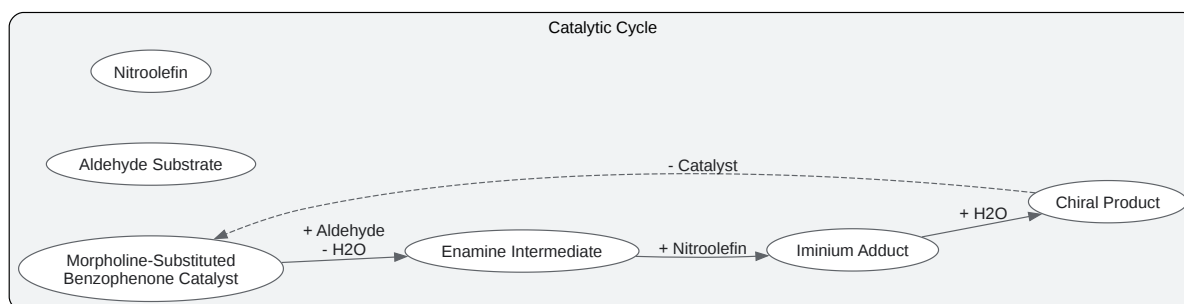 Catalytic Cycle
Nitroolefin
Aldehyde Substrate
- Catalyst
Chiral Product
+ H2O
+ Aldehyde
- H2O
Enamine Intermediate
+ Nitroolefin
Iminium Adduct
Morpholine-Substituted
Benzophenone Catalyst